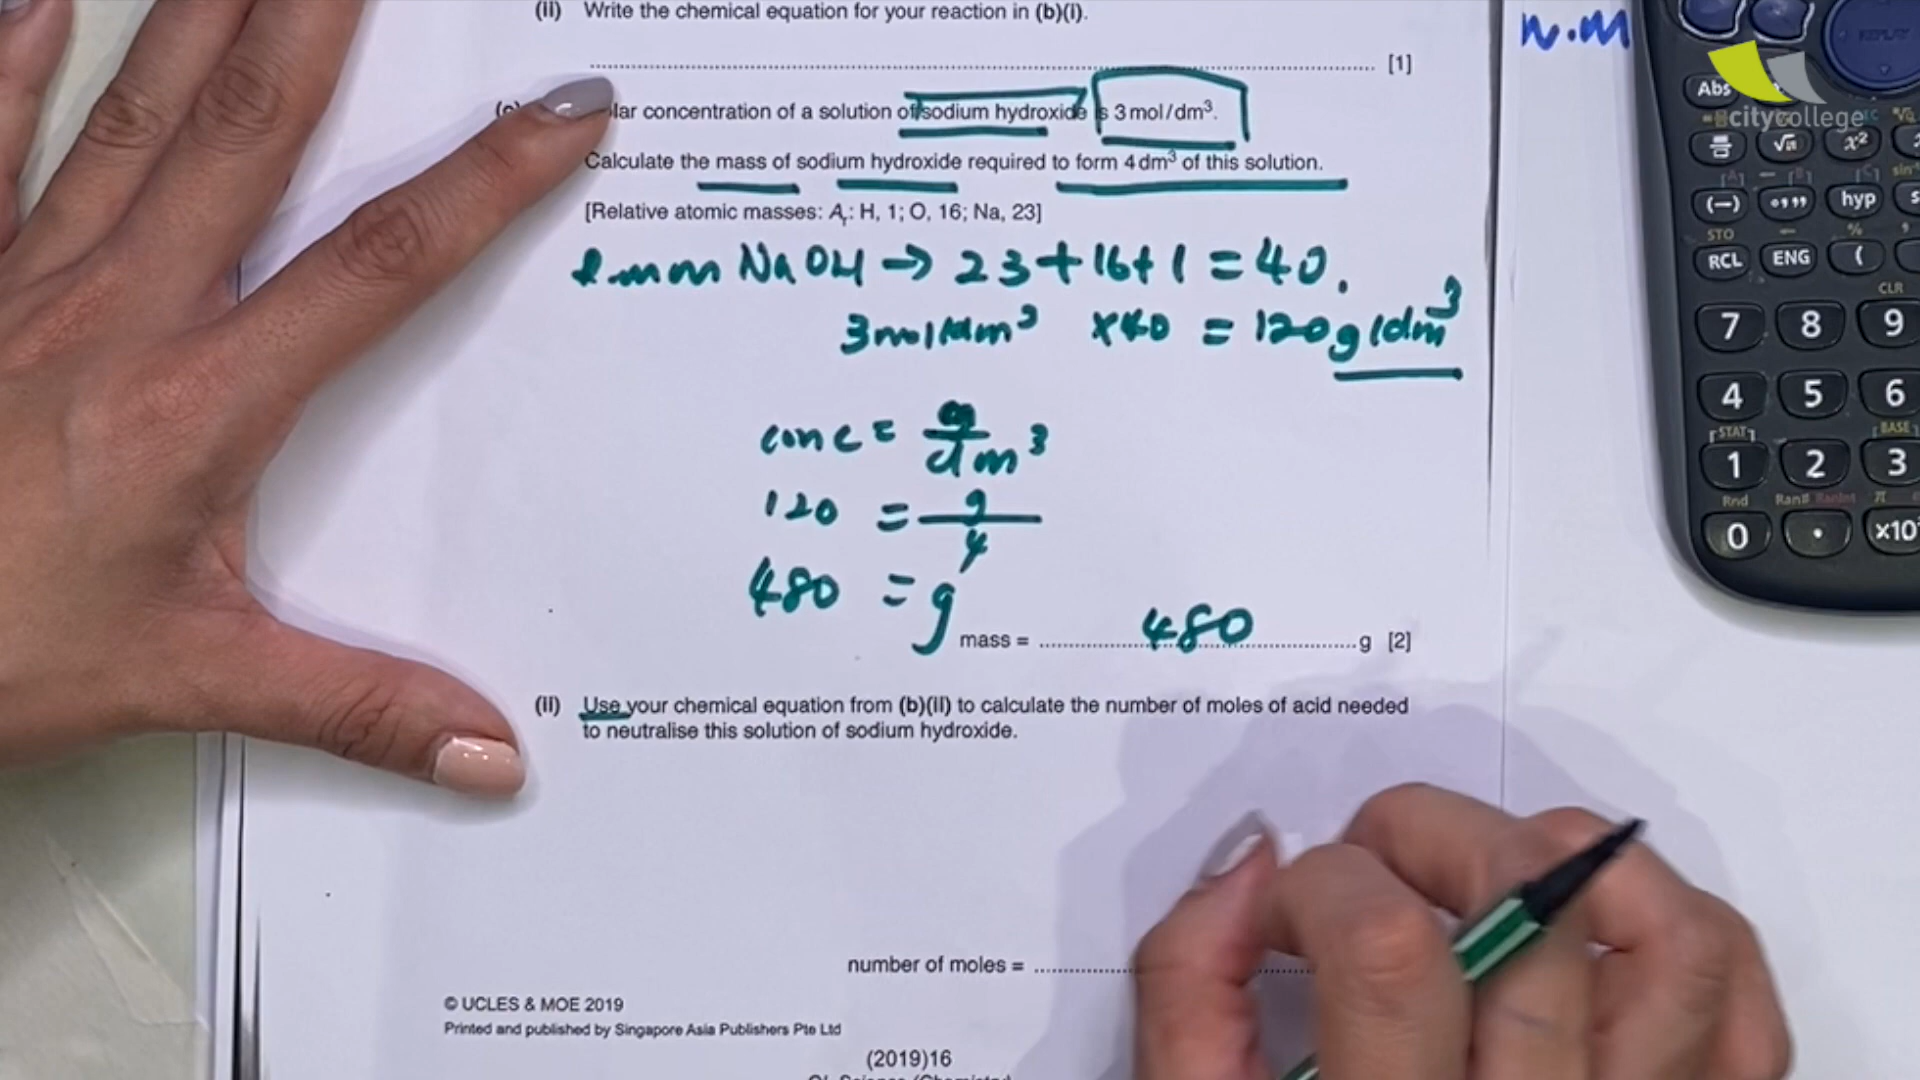 (ii) Write the chemical equation for your reaction in (b)(i).
[1]
lar concentration of a solution of sodium hydroxide is 3 mol/dm³.
Calculate the mass of sodium hydroxide required to form 4 dm³ of this solution.
[Relative atomic masses: Aᵣ: H, 1; O, 16; Na, 23]
NaOH → 23 + 16 + 1 = 40.
3mol/dm³ ×40 = 120g/dm³
conc = g/dm³
120 = g/4
480 = g
mass = 480 g [2]
(ii) Use your chemical equation from (b)(ii) to calculate the number of moles of acid needed
to neutralise this solution of sodium hydroxide.
number of moles =
© UCLES & MOE 2019
Printed and published by Singapore Asia Publishers Pte Ltd
(2019)16
citycollege
Abs
x²
(−) hyp
STO
RCL ENG (
CLR
7 8 9
4 5 6
STAT BASE
1 2 3
Rnd Ran# RanInt π
0 . ×10